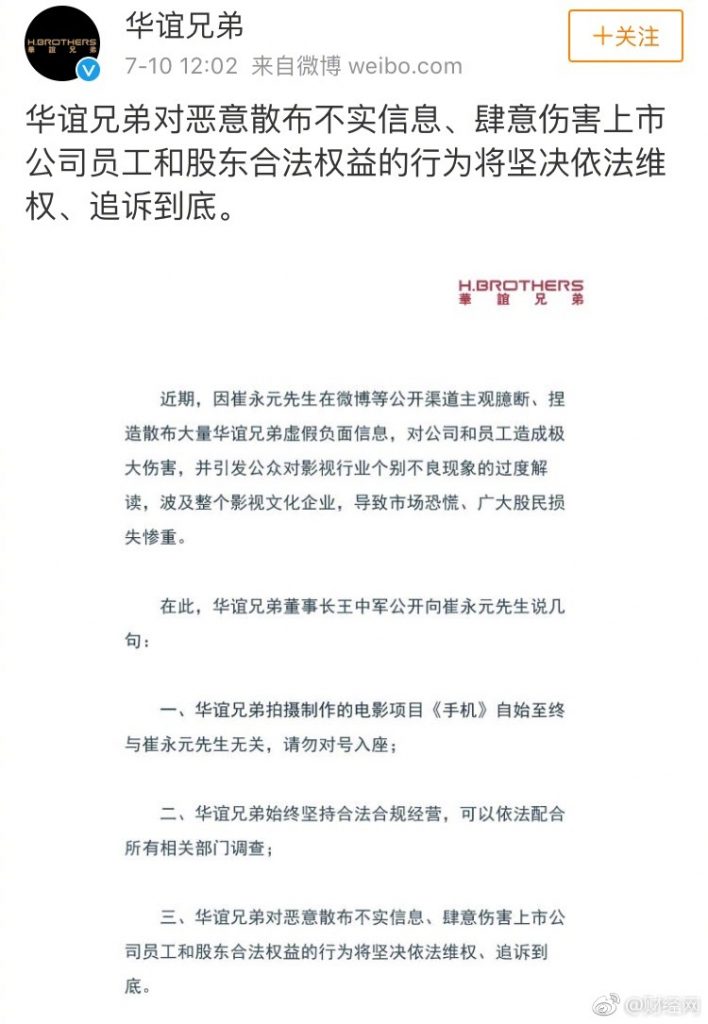 H.BROTHERS
華誼兄弟
华谊兄弟
7-10 12:02 来自微博 weibo.com
+关注
华谊兄弟对恶意散布不实信息、肆意伤害上市
公司员工和股东合法权益的行为将坚决依法维
权、追诉到底。
H.BROTHERS
華誼兄弟
近期，因崔永元先生在微博等公开渠道主观臆断、捏
造散布大量华谊兄弟虚假负面信息，对公司和员工造成极
大伤害，并引发公众对影视行业个别不良现象的过度解
读，波及整个影视文化企业，导致市场恐慌、广大股民损
失惨重。
在此，华谊兄弟董事长王中军公开向崔永元先生说几
句：
一、华谊兄弟拍摄制作的电影项目《手机》自始至终
与崔永元先生无关，请勿对号入座；
二、华谊兄弟始终坚持合法合规经营，可以依法配合
所有相关部门调查；
三、华谊兄弟对恶意散布不实信息、肆意伤害上市公
司员工和股东合法权益的行为将坚决依法维权、追诉到
底。
@财经网